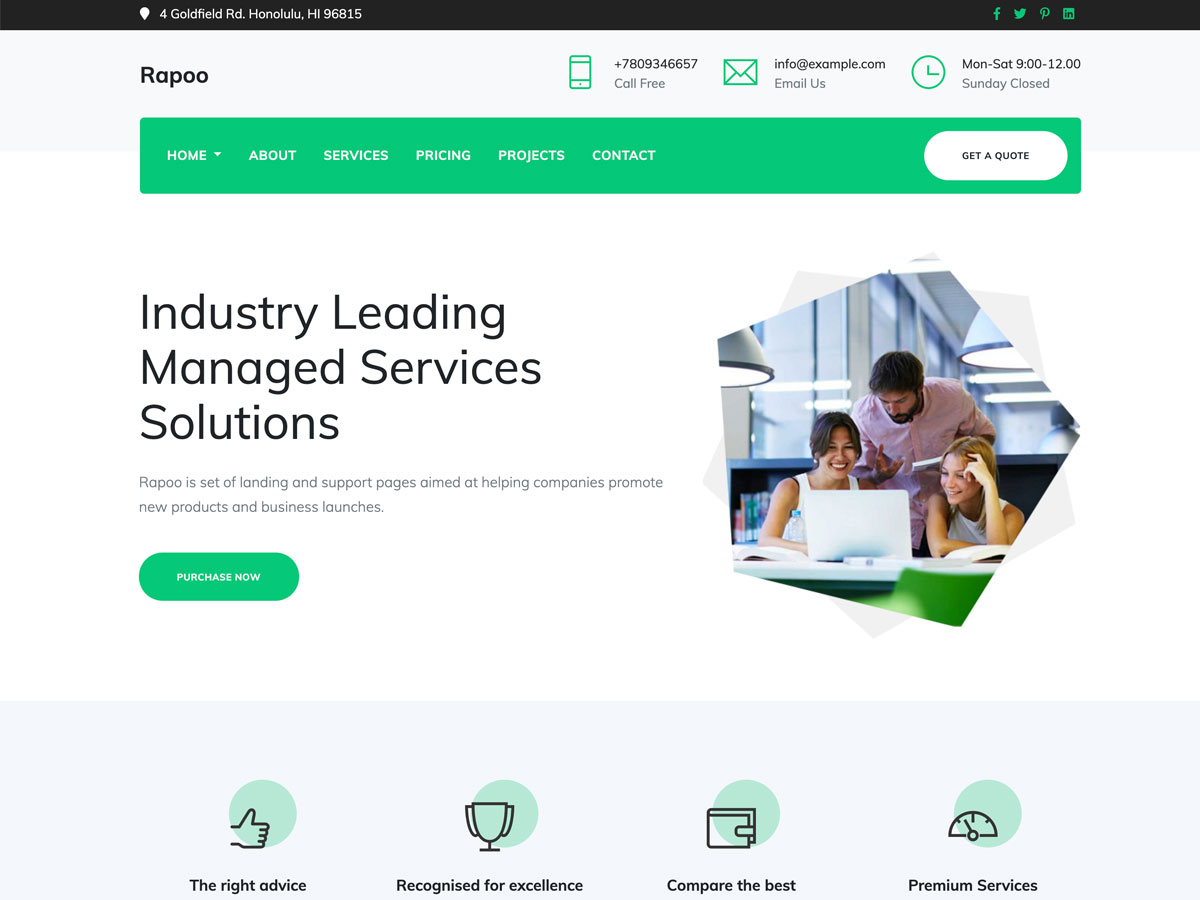 4 Goldfield Rd. Honolulu, HI 96815
Rapoo
+7809346657
Call Free
info@example.com
Email Us
Mon-Sat 9:00-12.00
Sunday Closed
HOME
ABOUT
SERVICES
PRICING
PROJECTS
CONTACT
GET A QUOTE
Industry Leading
Managed Services
Solutions
Rapoo is set of landing and support pages aimed at helping companies promote
new products and business launches.
PURCHASE NOW
The right advice
Recognised for excellence
Compare the best
Premium Services